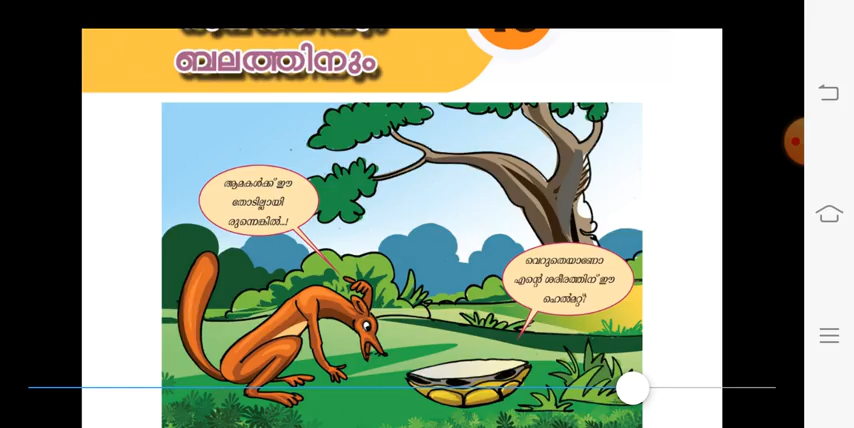 ബലത്തിനും
ആമകൾക്ക് ഈ
തോടില്ലായി
രുന്നെങ്കിൽ..!
വെറുതെയാണോ
എന്റെ ശരീരത്തിന് ഈ
ഹെൽമറ്റ്!